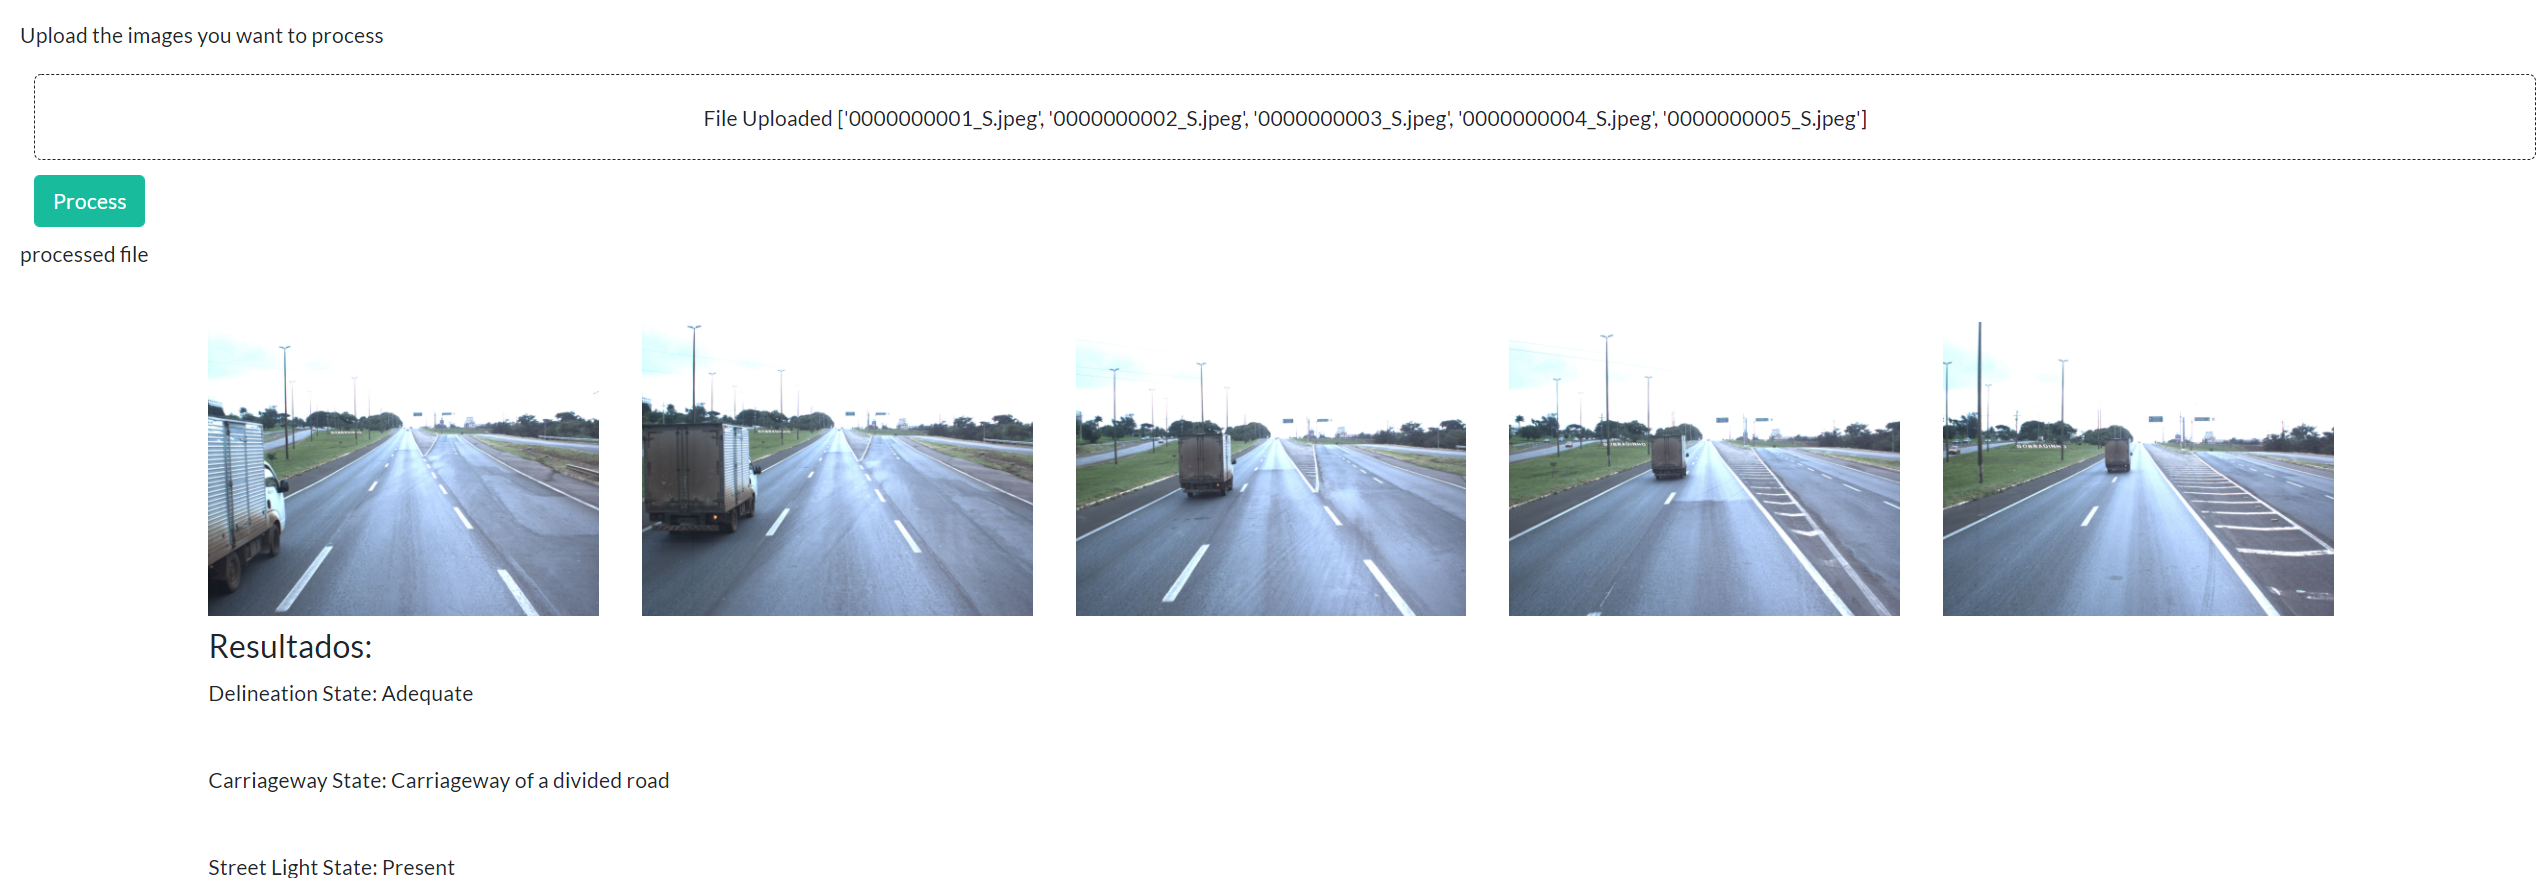 Upload the images you want to process
File Uploaded ['0000000001_S.jpeg', '0000000002_S.jpeg', '0000000003_S.jpeg', '0000000004_S.jpeg', '0000000005_S.jpeg']
Process
processed file
SOBRADINHO
Resultados:
Delineation State: Adequate
Carriageway State: Carriageway of a divided road
Street Light State: Present